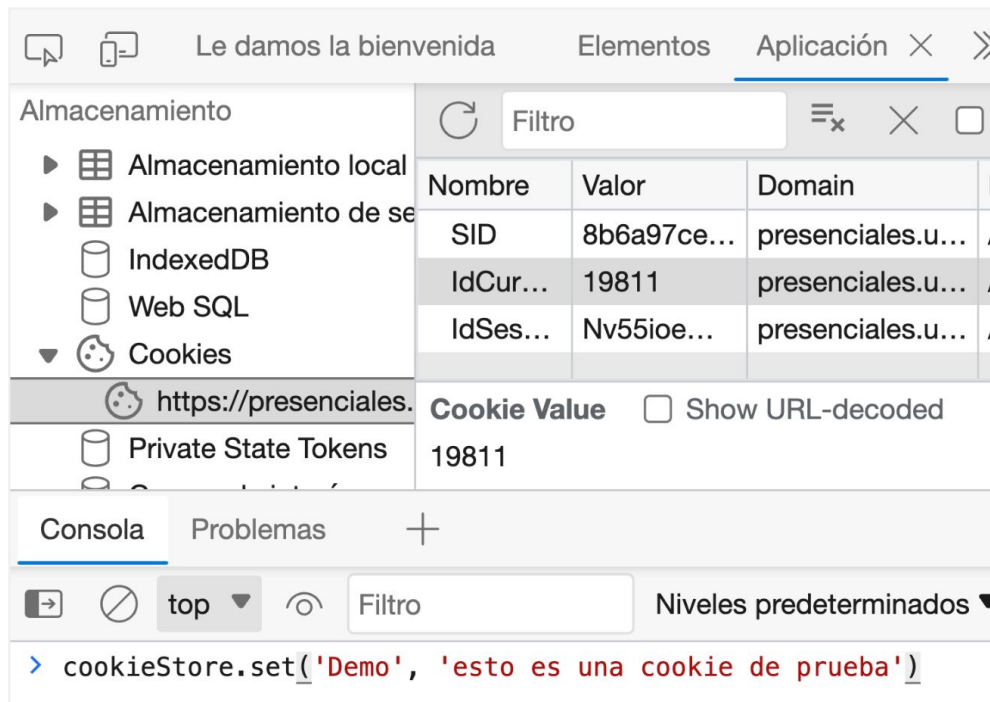 Le damos la bienvenida Elementos Aplicación
Almacenamiento
Almacenamiento local
Almacenamiento de se
IndexedDB
Web SQL
Cookies
https://presenciales.
Private State Tokens
Filtro
Nombre Valor Domain
SID 8b6a97ce... presenciales.u...
IdCur... 19811 presenciales.u...
IdSes... Nv55ioe... presenciales.u...
Cookie Value Show URL-decoded
19811
Consola Problemas
top Filtro Niveles predeterminados
> cookieStore.set('Demo', 'esto es una cookie de prueba')